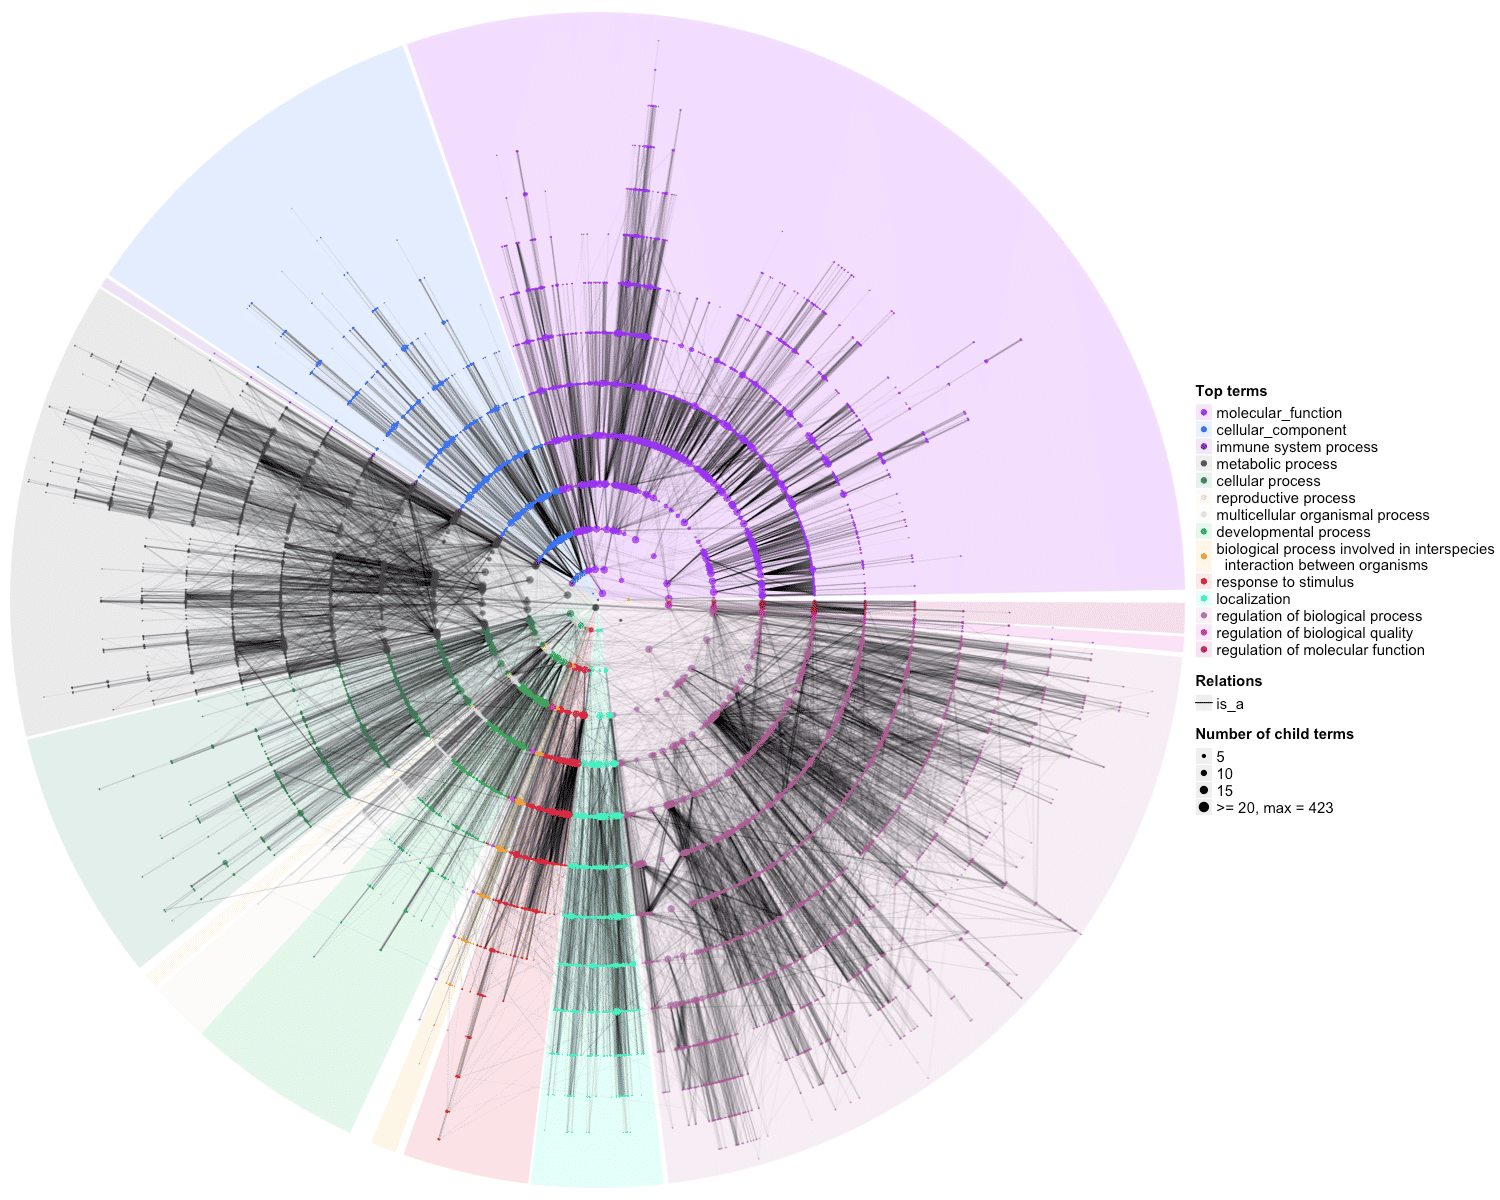 Top terms
molecular_function
cellular_component
immune system process
metabolic process
cellular process
reproductive process
multicellular organismal process
developmental process
biological process involved in interspecies
interaction between organisms
response to stimulus
localization
regulation of biological process
regulation of biological quality
regulation of molecular function
Relations
is_a
Number of child terms
5
10
15
>= 20, max = 423